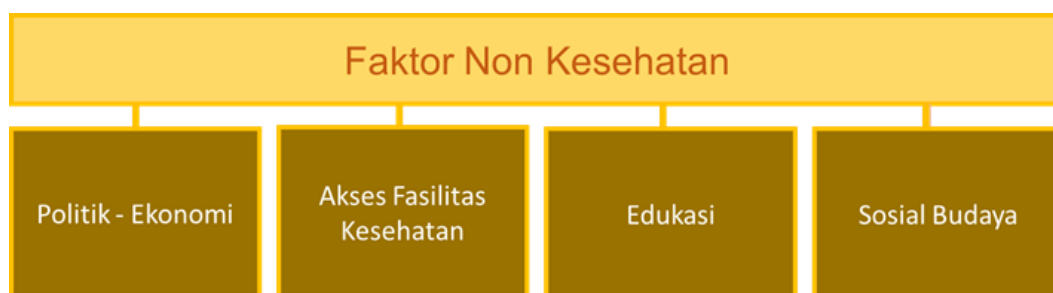 Faktor Non Kesehatan
Politik - Ekonomi
Akses Fasilitas
Kesehatan
Edukasi
Sosial Budaya